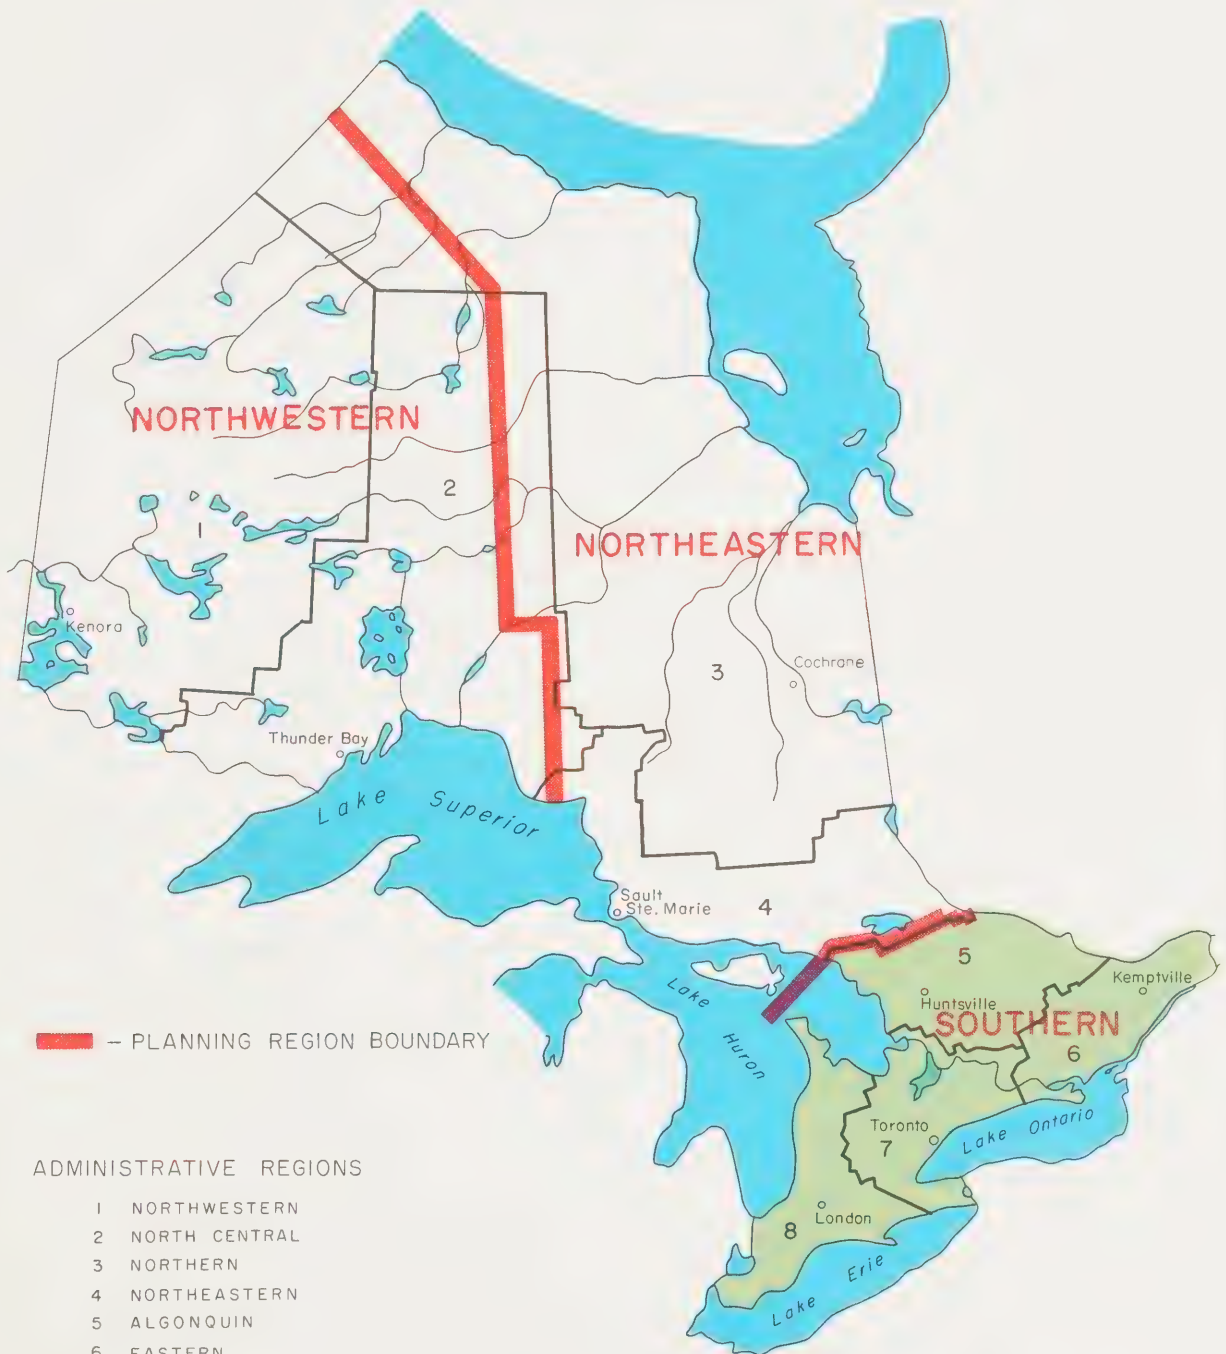 NORTHWESTERN
2
1
NORTHEASTERN
Kenora
3
Cochrane
Thunder Bay
Lake Superior
Sault
Ste. Marie
4
5
Kemptville
Huntsville
SOUTHERN
Lake
Huron
6
– PLANNING REGION BOUNDARY
Toronto
7
Lake Ontario
London
8
Lake Erie
ADMINISTRATIVE REGIONS
1 NORTHWESTERN
2 NORTH CENTRAL
3 NORTHERN
4 NORTHEASTERN
5 ALGONQUIN
6 EASTERN